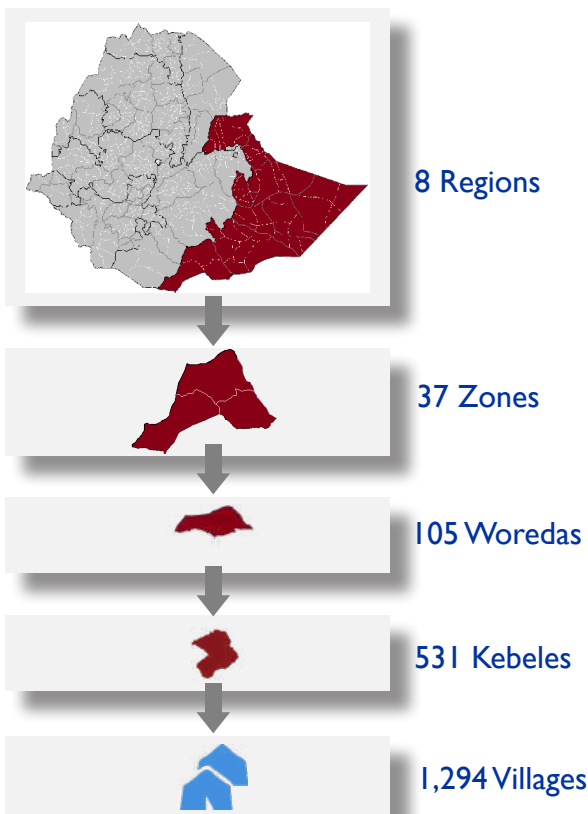 8 Regions
37 Zones
105 Woredas
531 Kebeles
1,294 Villages